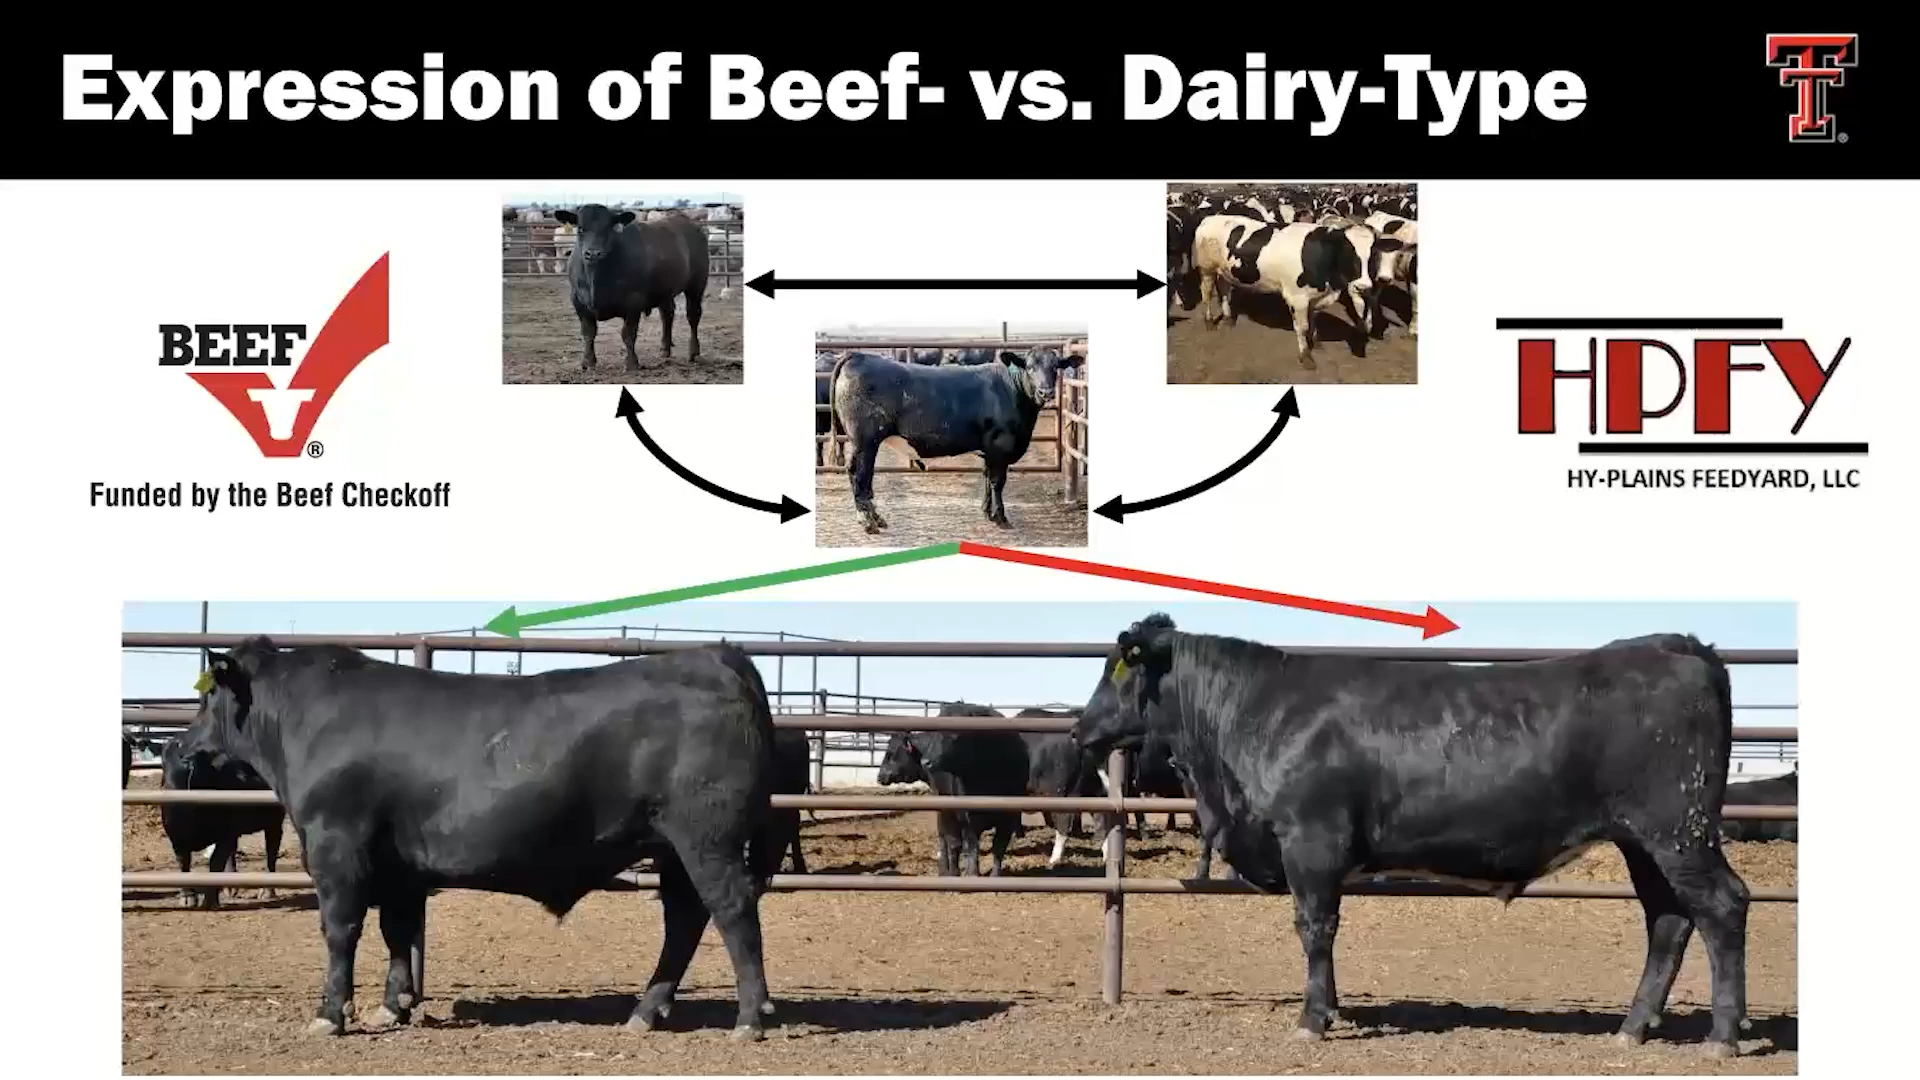 Expression of Beef- vs. Dairy-Type
BEEF
®
Funded by the Beef Checkoff
HPFY
HY-PLAINS FEEDYARD, LLC